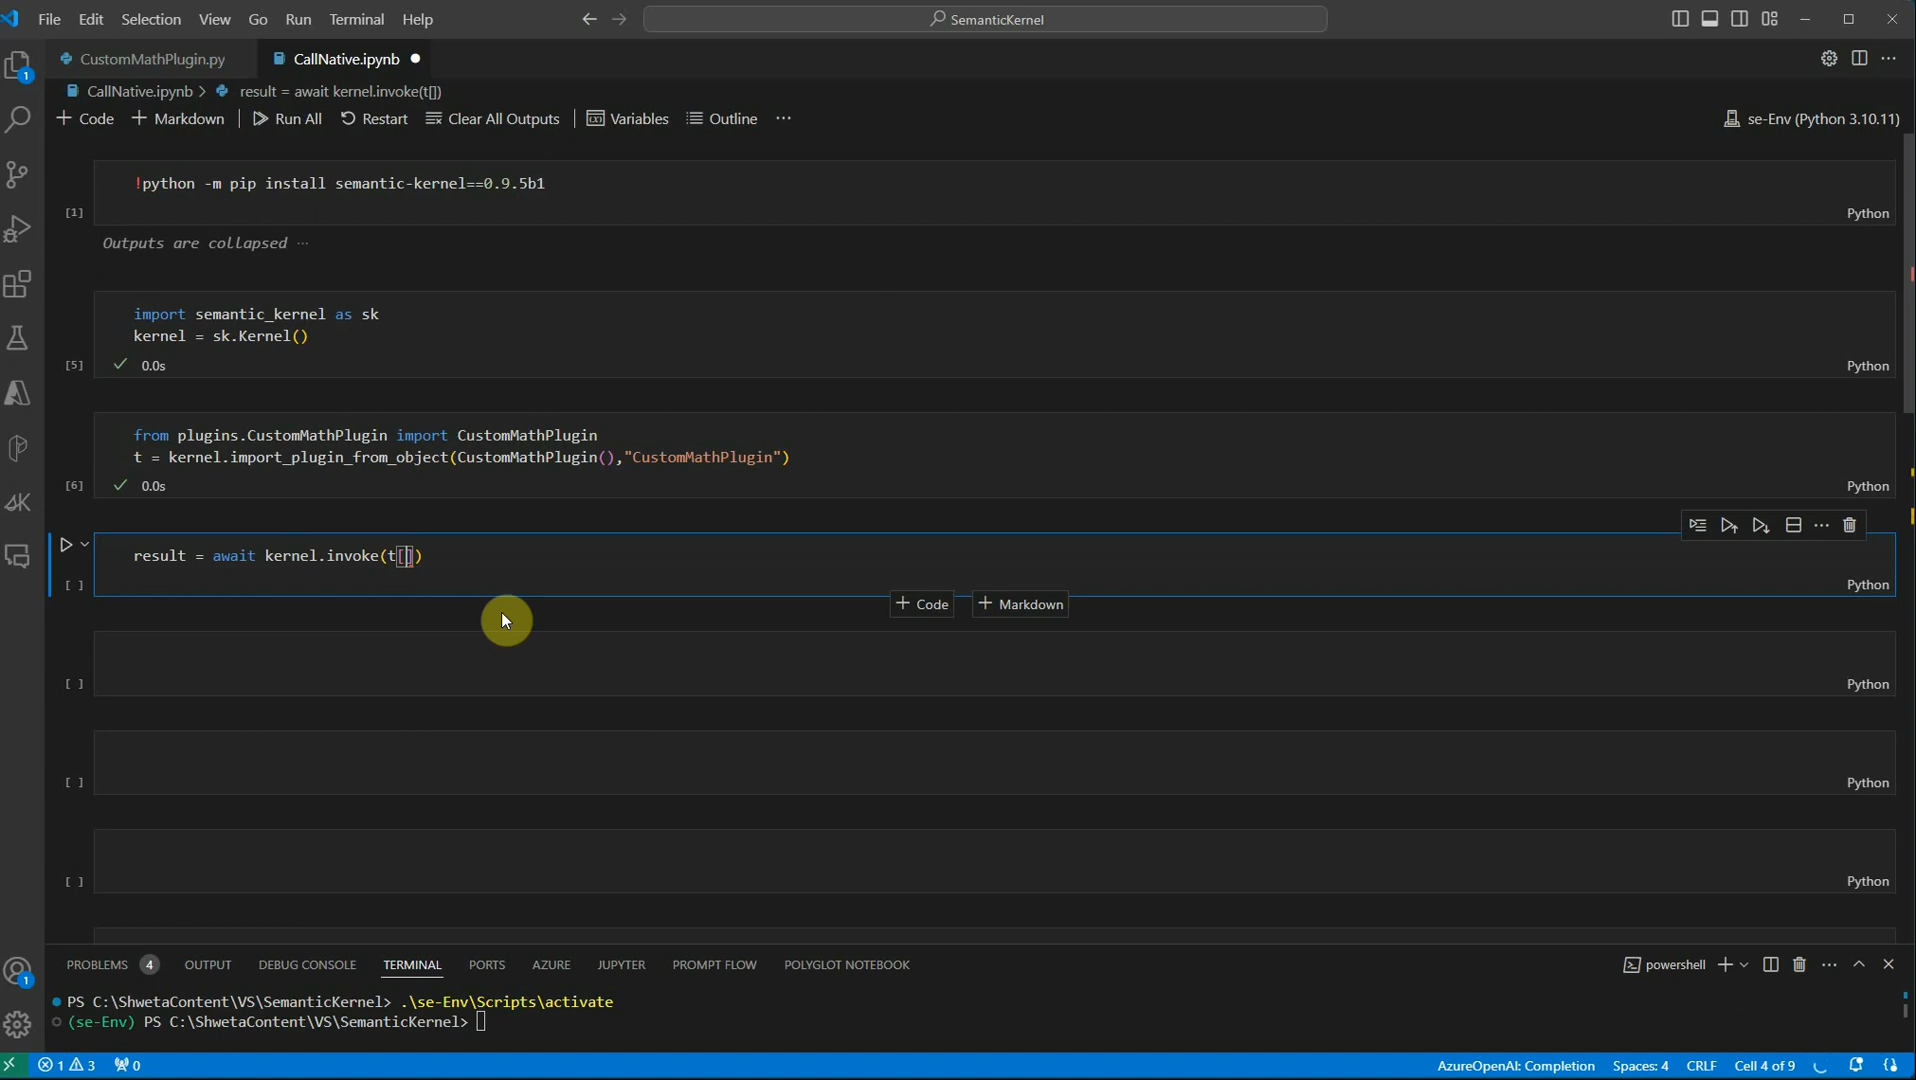 File Edit Selection View Go Run Terminal Help
SemanticKernel
CustomMathPlugin.py
CallNative.ipynb
CallNative.ipynb > result = await kernel.invoke(t[])
+ Code + Markdown Run All Restart Clear All Outputs Variables Outline ...
se-Env (Python 3.10.11)
!python -m pip install semantic-kernel==0.9.5b1
[1]
Python
Outputs are collapsed ...
import semantic_kernel as sk
kernel = sk.Kernel()
[5] 0.0s
Python
from plugins.CustomMathPlugin import CustomMathPlugin
t = kernel.import_plugin_from_object(CustomMathPlugin(),"CustomMathPlugin")
[6] 0.0s
Python
result = await kernel.invoke(t[])
[ ]
Python
+ Code + Markdown
[ ]
Python
[ ]
Python
[ ]
Python
PROBLEMS 4 OUTPUT DEBUG CONSOLE TERMINAL PORTS AZURE JUPYTER PROMPT FLOW POLYGLOT NOTEBOOK
powershell
PS C:\ShwetaContent\VS\SemanticKernel> .\se-Env\Scripts\activate
(se-Env) PS C:\ShwetaContent\VS\SemanticKernel>
1 3 0
AzureOpenAI: Completion Spaces: 4 CRLF Cell 4 of 9
1
1